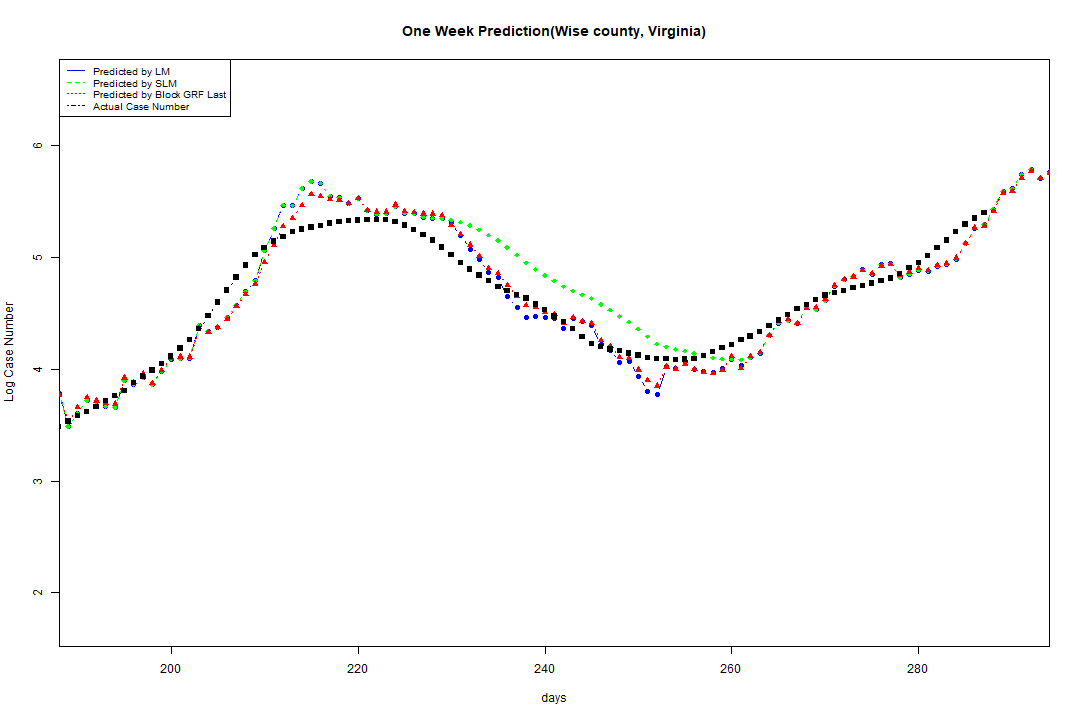 One Week Prediction(Wise county, Virginia)
Predicted by LM
Predicted by SLM
Predicted by Block GRF Last
Actual Case Number
6
5
4
3
2
Log Case Number
200 220 240 260 280
days